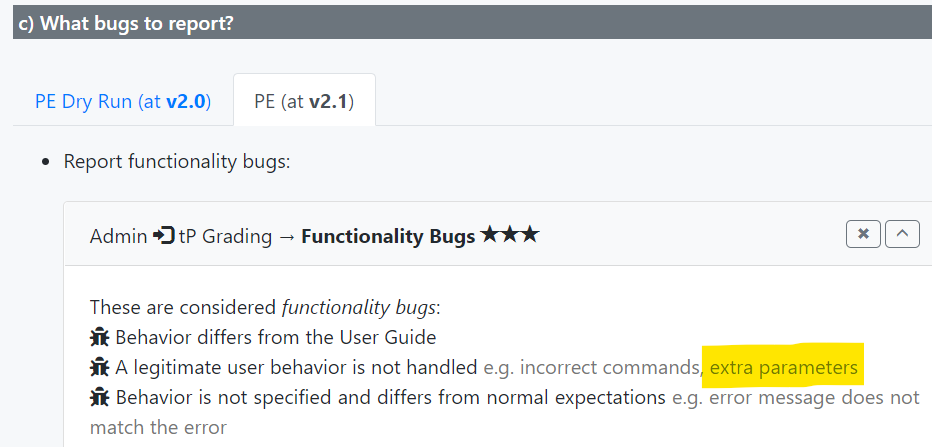 c) What bugs to report?
PE Dry Run (at v2.0)
PE (at v2.1)
Report functionality bugs:
Admin tP Grading → Functionality Bugs ★★★
These are considered functionality bugs:
Behavior differs from the User Guide
A legitimate user behavior is not handled e.g. incorrect commands, extra parameters
Behavior is not specified and differs from normal expectations e.g. error message does not
match the error